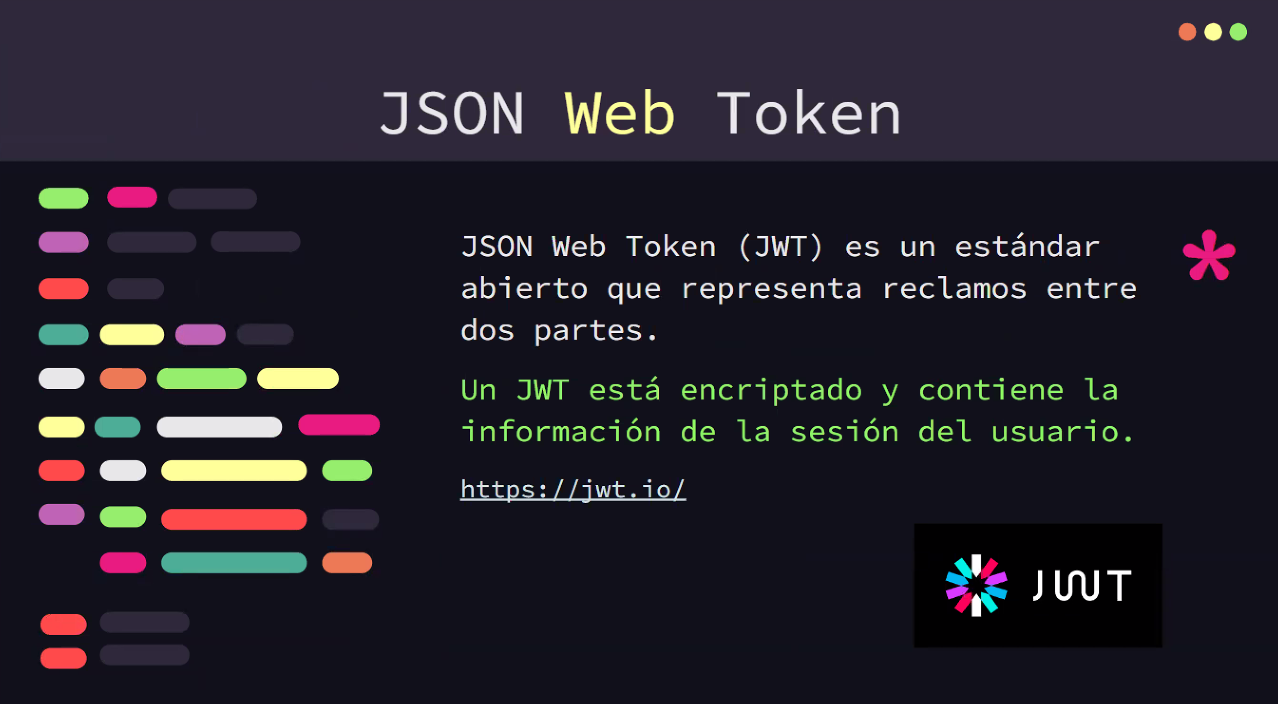 JSON Web Token
JSON Web Token (JWT) es un estándar
abierto que representa reclamos entre
dos partes.
*
Un JWT está encriptado y contiene la
información de la sesión del usuario.
https://jwt.io/
JWT